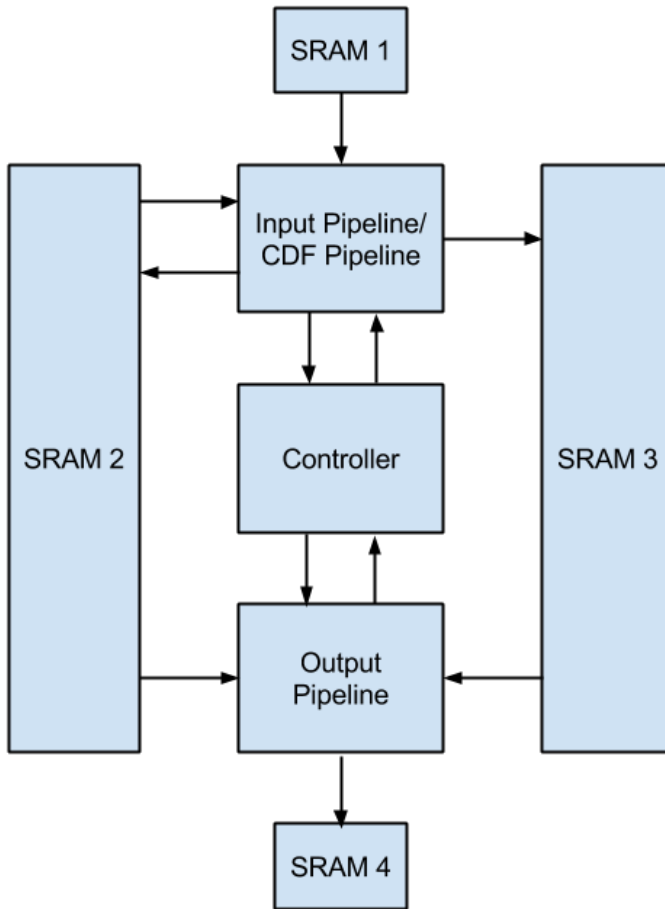 SRAM 1
Input Pipeline/
CDF Pipeline
SRAM 2
Controller
SRAM 3
Output
Pipeline
SRAM 4